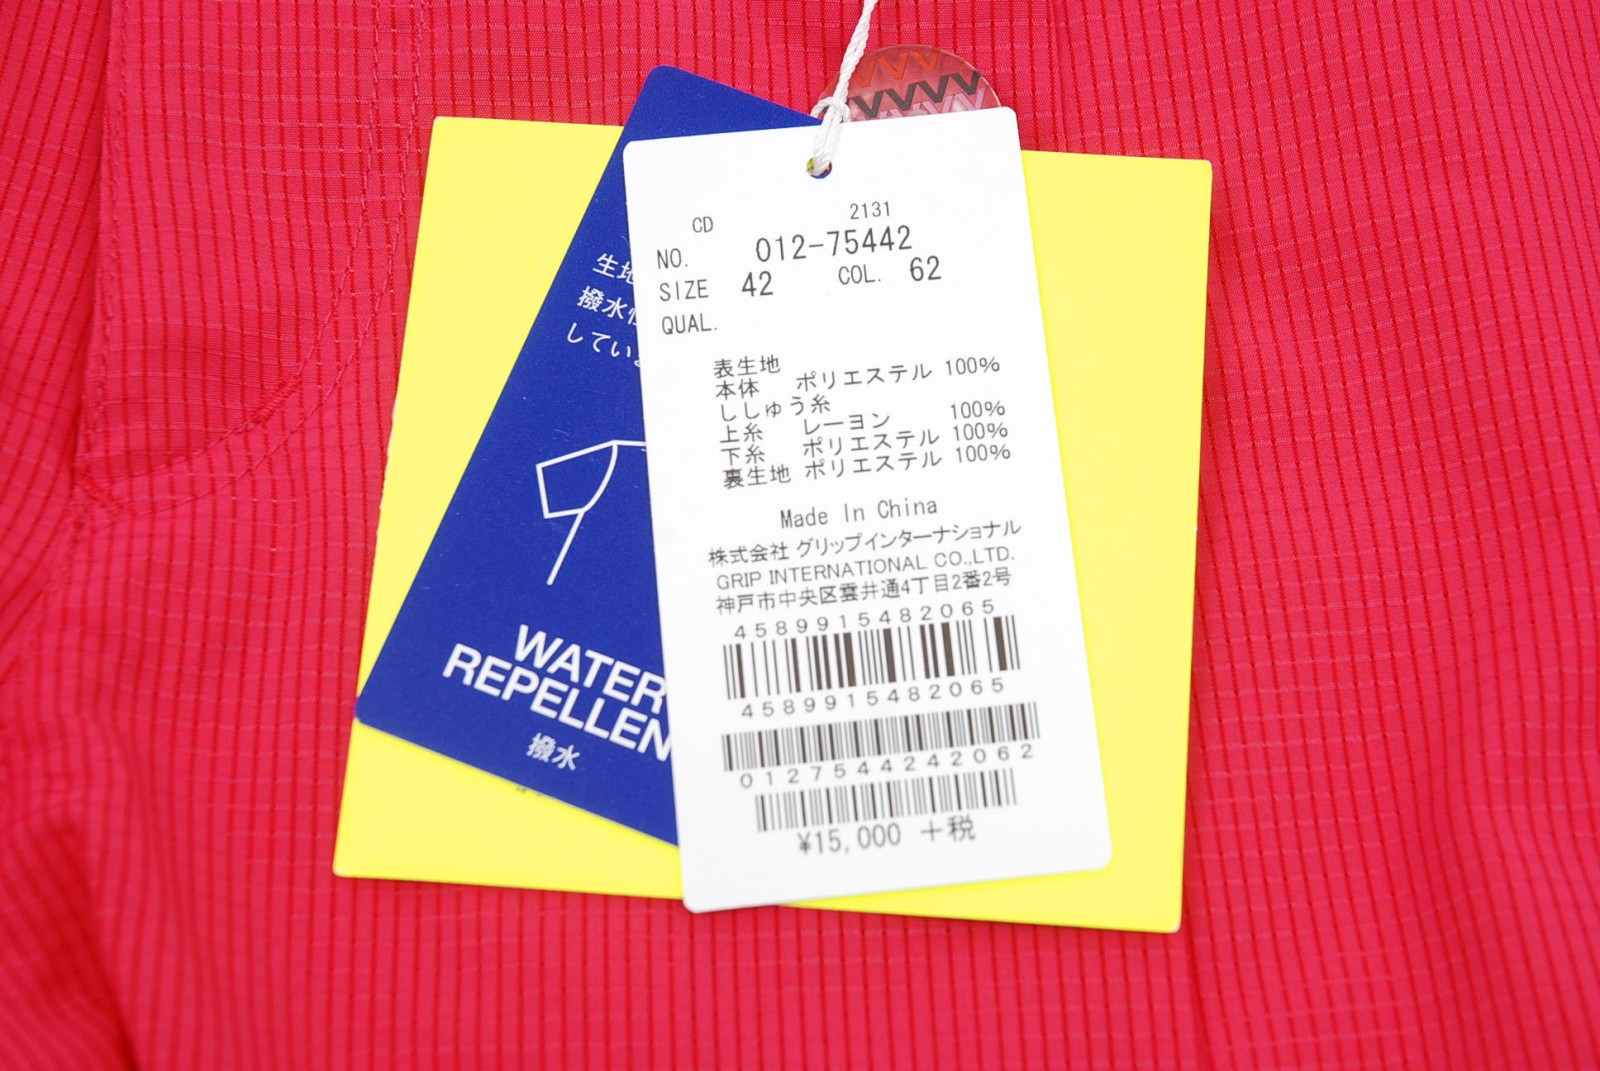 CD 2131
NO. 012-75442
SIZE 42 COL. 62
QUAL.
表生地
本体 ポリエステル 100%
ししゅう糸
上糸 レーヨン 100%
下糸 ポリエステル 100%
裏生地 ポリエステル 100%
Made In China
株式会社 グリップインターナショナル
GRIP INTERNATIONAL CO.,LTD.
神戸市中央区雲井通4丁目2番2号
4589915482065
4589915482065
0127544242062
¥15,000 +税
生地
撥水性
してい
WATER
REPELLEN
撥水